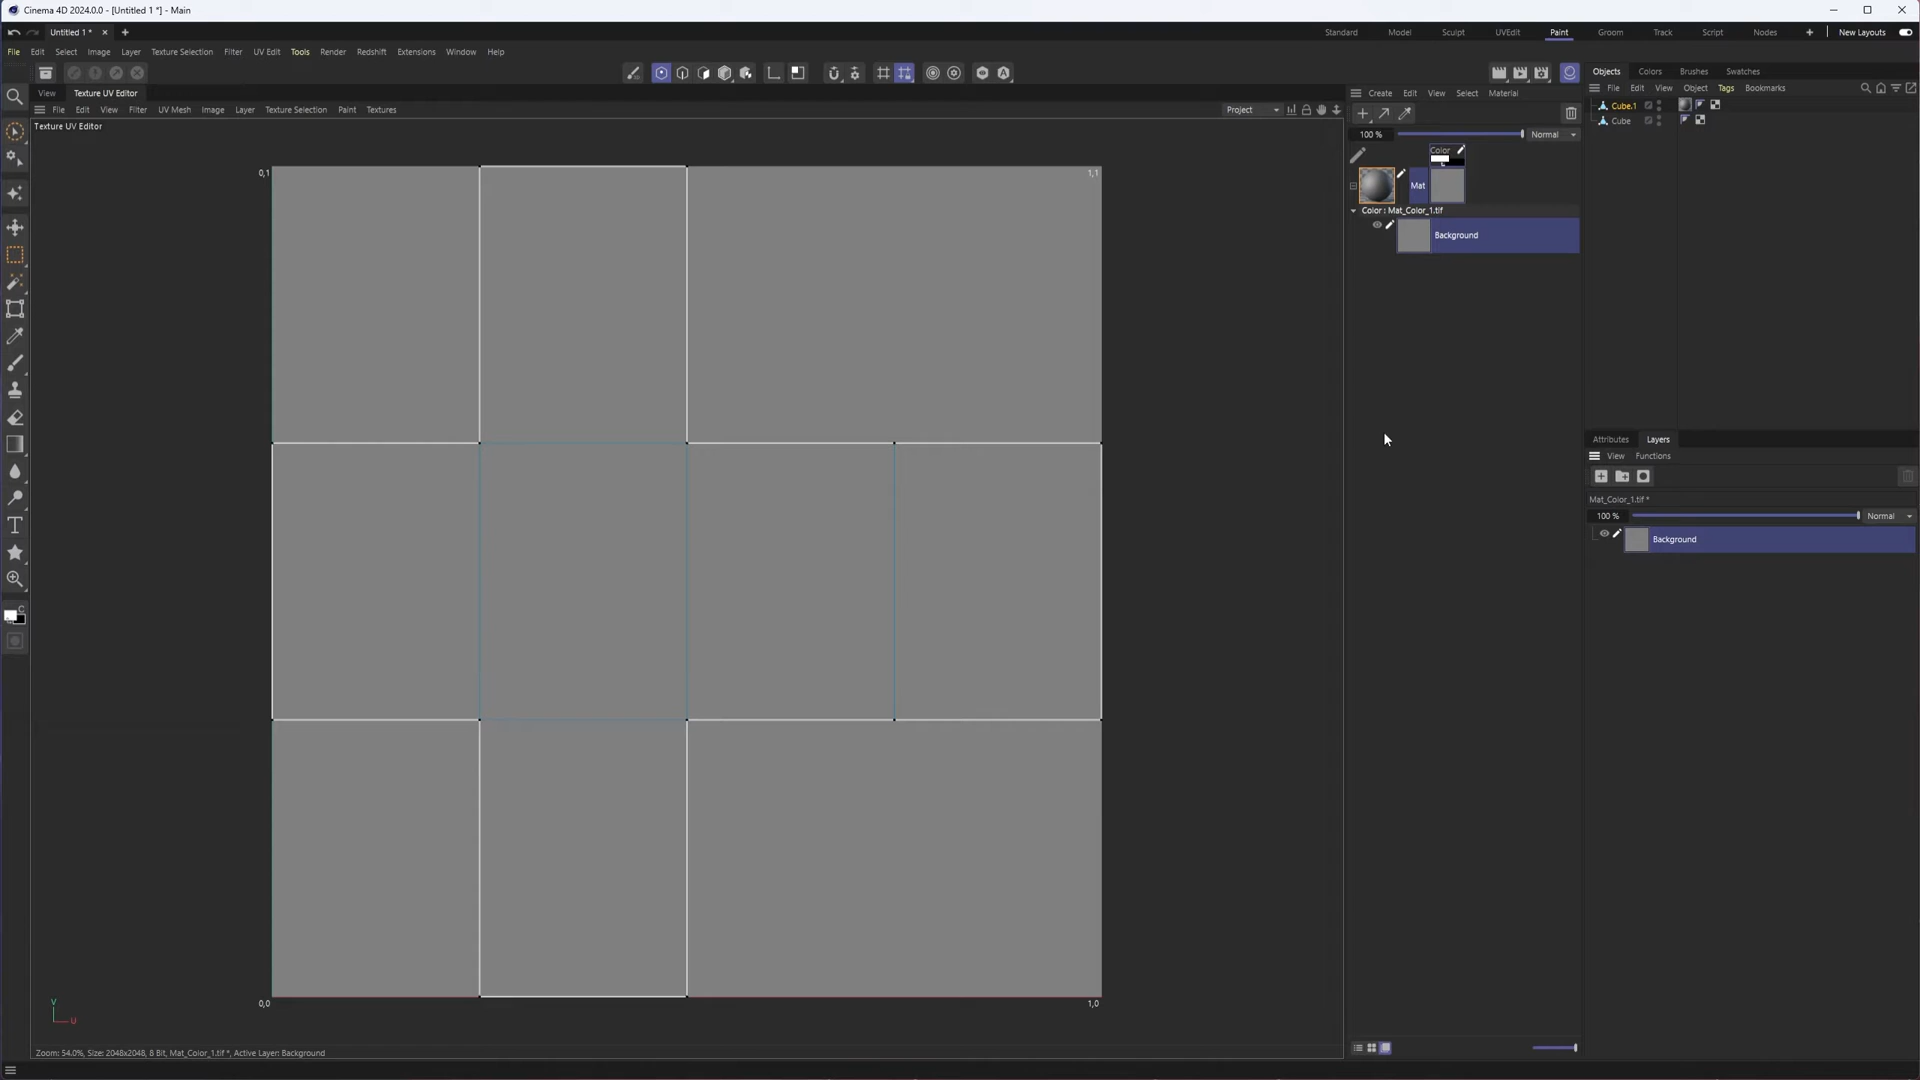 Cinema 4D 2024.0.0 - [Untitled 1 *] - Main
Untitled 1 *
Standard Model Sculpt UVEdit Paint Groom Track Script Nodes New Layouts
File Edit Select Image Layer Texture Selection Filter UV Edit Tools Render Redshift Extensions Window Help
View Texture UV Editor
File Edit View Filter UV Mesh Image Layer Texture Selection Paint Textures
Project
Texture UV Editor
0,1
1,1
0,0
1,0
V
U
Zoom: 54.0%, Size: 2048x2048, 8 Bit, Mat_Color_1.tif *, Active Layer: Background
Create Edit View Select Material
100 % Normal
Color
Mat
Color : Mat_Color_1.tif
Background
Objects Colors Brushes Swatches
File Edit View Object Tags Bookmarks
Cube.1
Cube
Attributes Layers
View Functions
Mat_Color_1.tif *
100 % Normal
Background